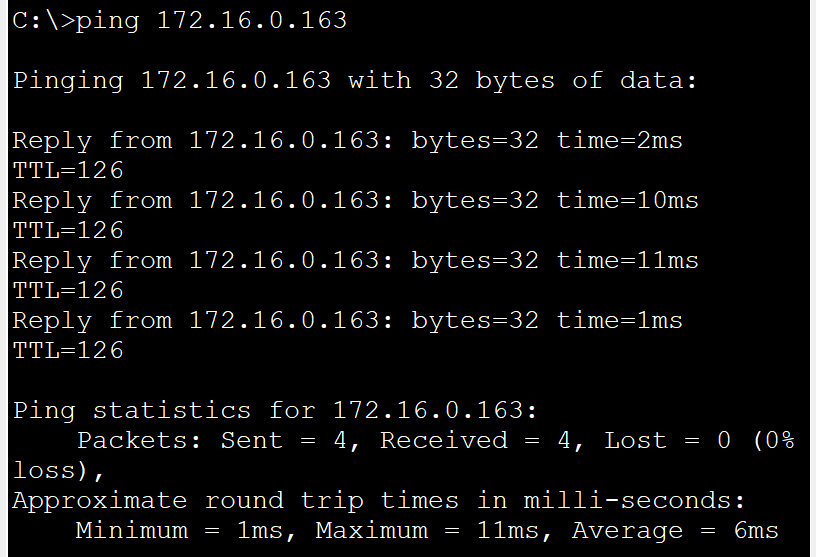 C:\>ping 172.16.0.163
Pinging 172.16.0.163 with 32 bytes of data:
Reply from 172.16.0.163: bytes=32 time=2ms
TTL=126
Reply from 172.16.0.163: bytes=32 time=10ms
TTL=126
Reply from 172.16.0.163: bytes=32 time=11ms
TTL=126
Reply from 172.16.0.163: bytes=32 time=1ms
TTL=126
Ping statistics for 172.16.0.163:
    Packets: Sent = 4, Received = 4, Lost = 0 (0%
loss),
Approximate round trip times in milli-seconds:
    Minimum = 1ms, Maximum = 11ms, Average = 6ms